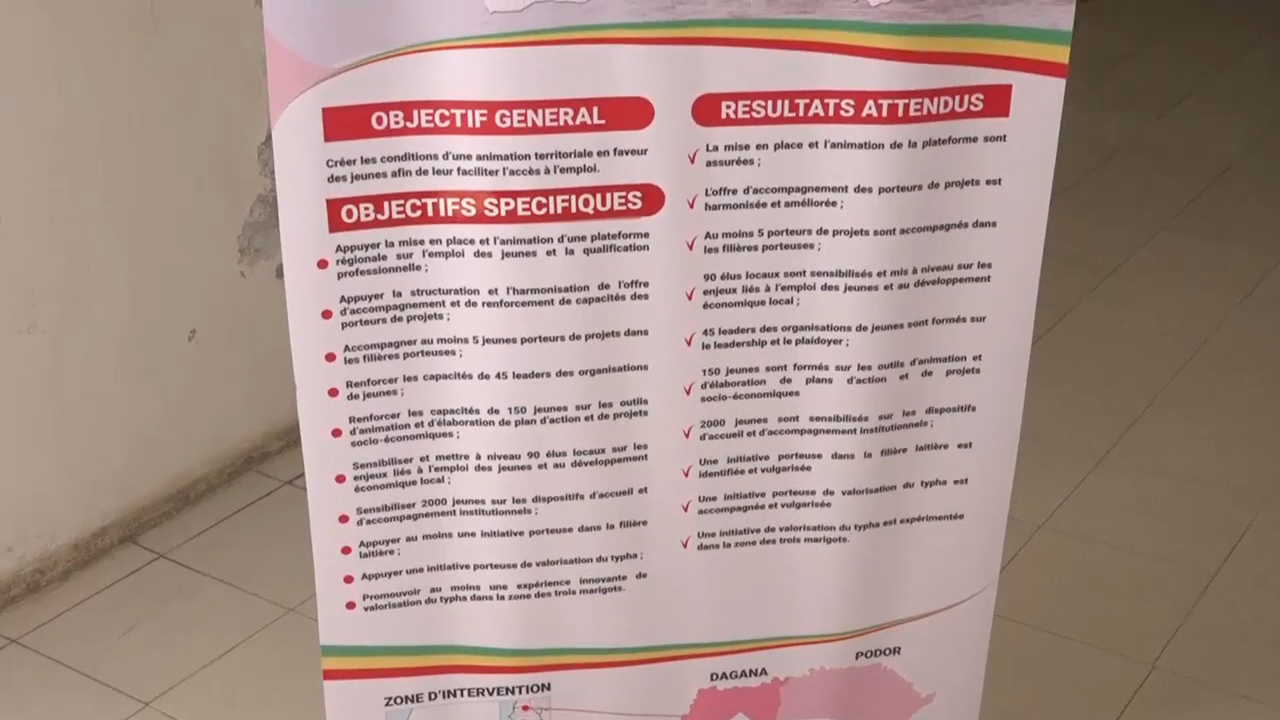 OBJECTIF GENERAL
Créer les conditions d'une animation territoriale en faveur
des jeunes afin de leur faciliter l'accès à l'emploi.
OBJECTIFS SPECIFIQUES
Appuyer la mise en place et l'animation d'une plateforme
régionale sur l'emploi des jeunes et la qualification
professionnelle ;
Appuyer la structuration et l'harmonisation de l'offre
d'accompagnement et de renforcement de capacités des
porteurs de projets ;
Accompagner au moins 5 jeunes porteurs de projets dans
les filières porteuses ;
Renforcer les capacités de 45 leaders des organisations
de jeunes ;
Renforcer les capacités de 150 jeunes sur les outils
d'animation et d'élaboration de plan d'action et de projets
socio-économiques ;
Sensibiliser et mettre à niveau 90 élus locaux sur les
enjeux liés à l'emploi des jeunes et au développement
économique local ;
Sensibiliser 2000 jeunes sur les dispositifs d'accueil et
d'accompagnement institutionnels ;
Appuyer au moins une initiative porteuse dans la filière
laitière ;
Appuyer une initiative porteuse de valorisation du typha ;
Promouvoir au moins une expérience innovante de
valorisation du typha dans la zone des trois marigots.
RESULTATS ATTENDUS
La mise en place et l'animation de la plateforme sont
assurées ;
L'offre d'accompagnement des porteurs de projets est
harmonisée et améliorée ;
Au moins 5 porteurs de projets sont accompagnés dans
les filières porteuses ;
90 élus locaux sont sensibilisés et mis à niveau sur les
enjeux liés à l'emploi des jeunes et au développement
économique local ;
45 leaders des organisations de jeunes sont formés sur
le leadership et le plaidoyer ;
150 jeunes sont formés sur les outils d'animation et
d'élaboration de plans d'action et de projets
socio-économiques
2000 jeunes sont sensibilisés sur les dispositifs
d'accueil et d'accompagnement institutionnels ;
Une initiative porteuse dans la filière laitière est
identifiée et vulgarisée
Une initiative porteuse de valorisation du typha est
accompagnée et vulgarisée
Une initiative de valorisation du typha est expérimentée
dans la zone des trois marigots.
ZONE D'INTERVENTION
DAGANA
PODOR